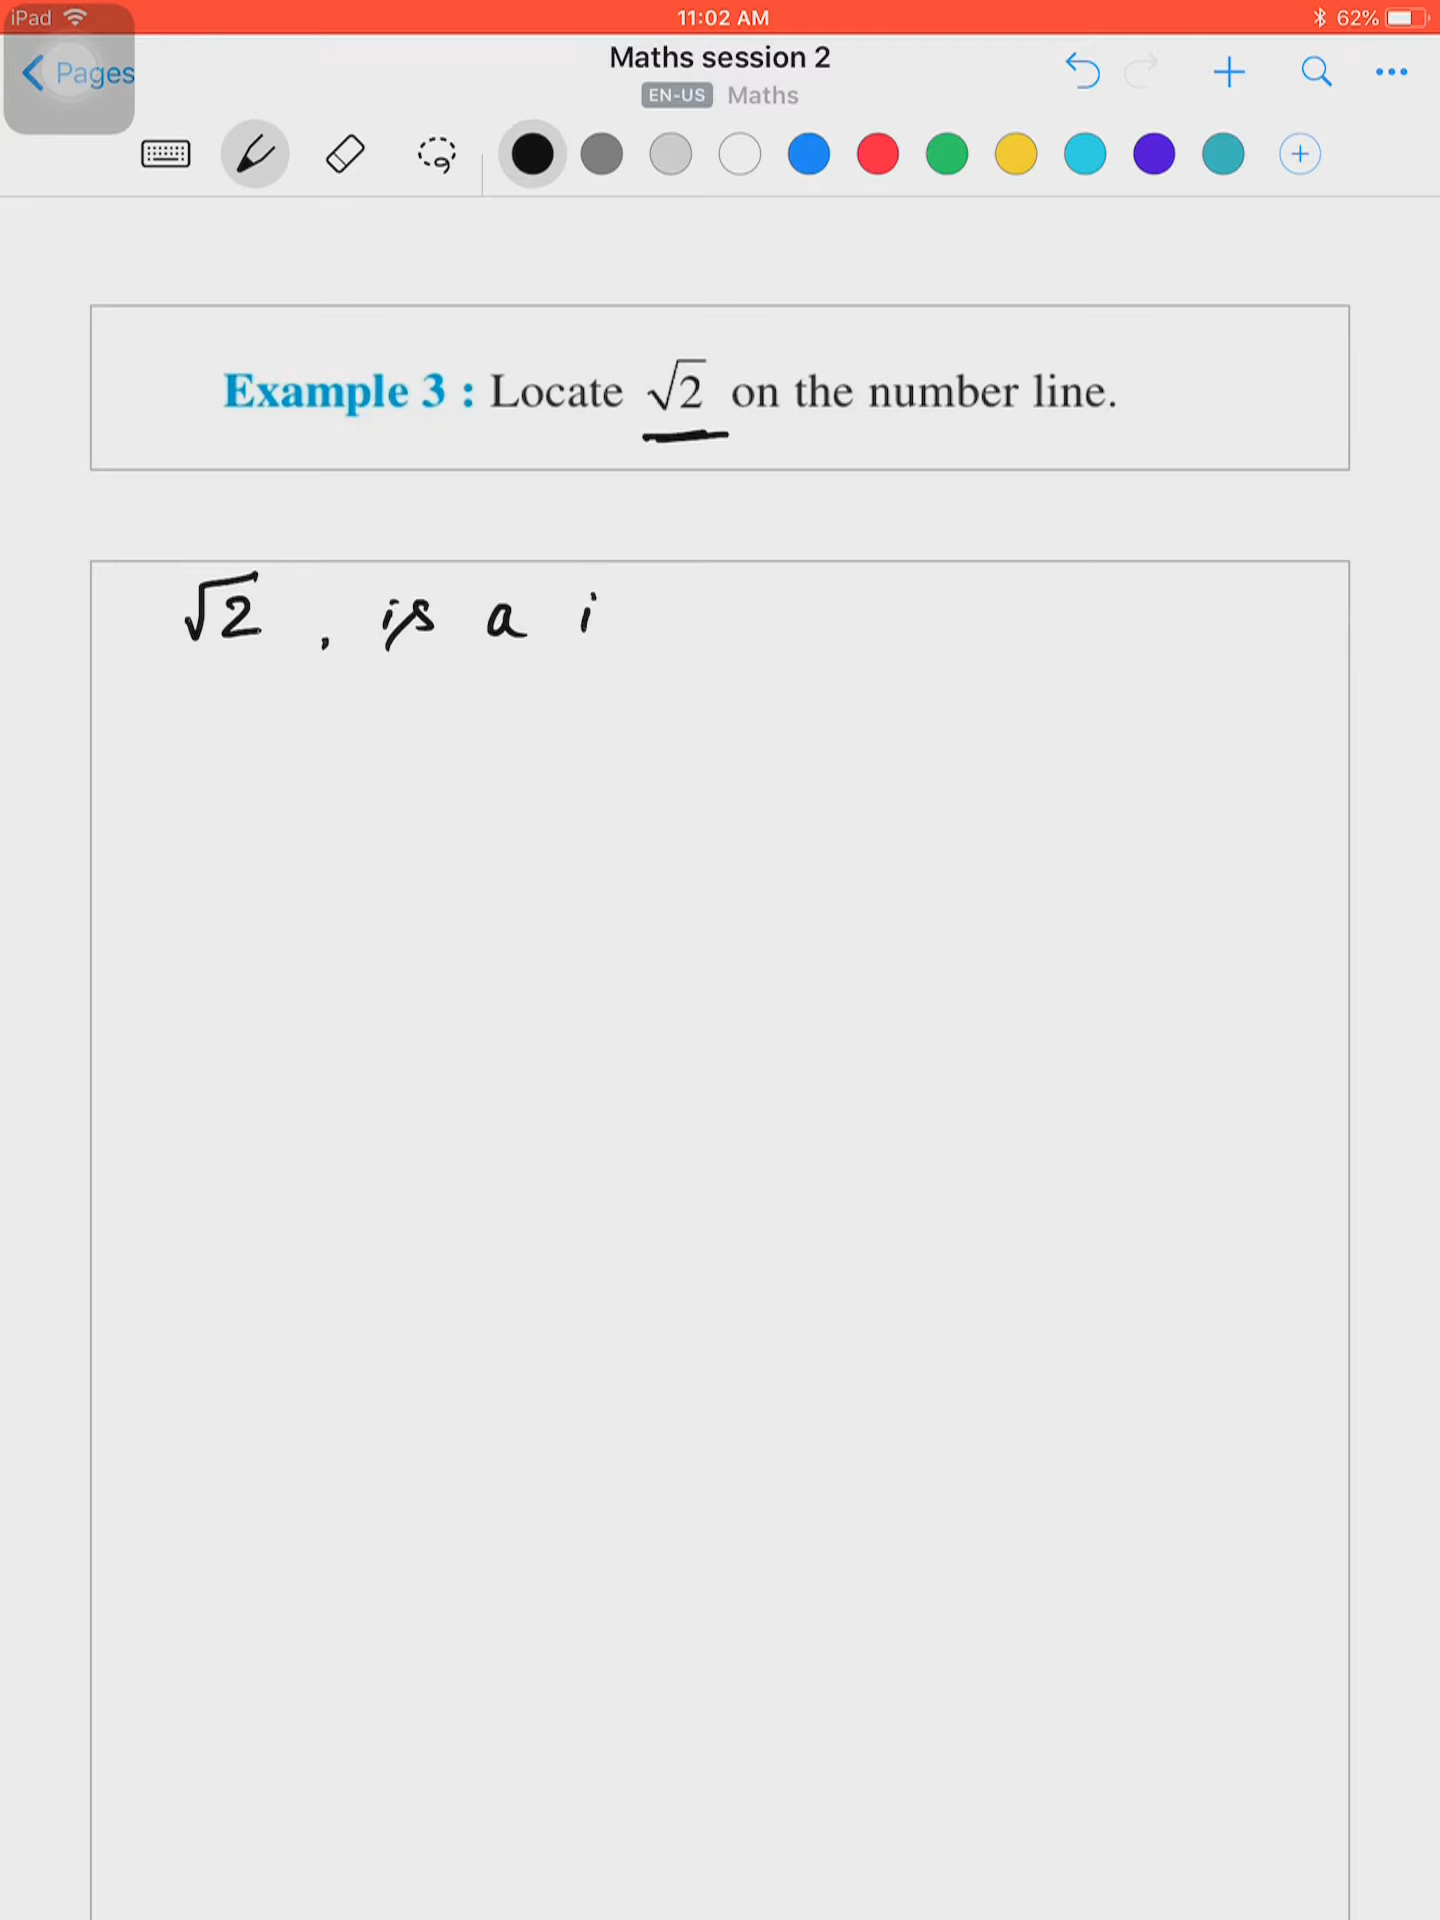 iPad 11:02 AM 62%
Pages Maths session 2
EN-US Maths
Example 3 : Locate √2 on the number line.
√2 , is a i